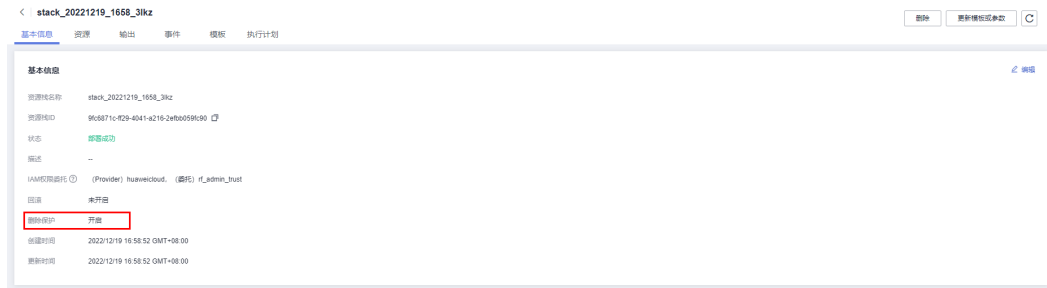 stack_20221219_1658_3lkz
删除 更新模板或参数
基本信息 资源 输出 事件 模板 执行计划
基本信息 编辑
资源栈名称 stack_20221219_1658_3lkz
资源栈ID 9fc6871c-ff29-4041-a216-2efbb059fc90
状态 部署成功
描述 --
IAM权限委托 (Provider) huaweicloud, (委托) rf_admin_trust
回滚 未开启
删除保护 开启
创建时间 2022/12/19 16:58:52 GMT+08:00
更新时间 2022/12/19 16:58:52 GMT+08:00